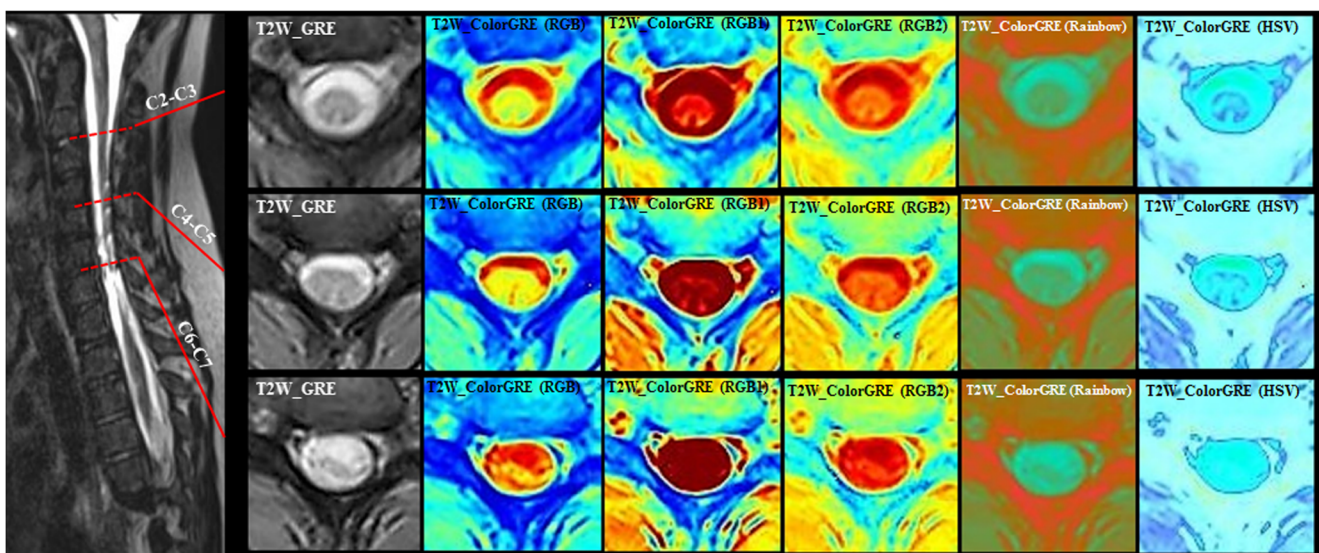 C2-C3
C4-C5
C6-C7
T2W_GRE
T2W_ColorGRE (RGB)
T2W_ColorGRE (RGB1)
T2W_ColorGRE (RGB2)
T2W_ColorGRE (Rainbow)
T2W_ColorGRE (HSV)
T2W_GRE
T2W_ColorGRE (RGB)
T2W_ColorGRE (RGB1)
T2W_ColorGRE (RGB2)
T2W_ColorGRE (Rainbow)
T2W_ColorGRE (HSV)
T2W_GRE
T2W_ColorGRE (RGB)
T2W_ColorGRE (RGB1)
T2W_ColorGRE (RGB2)
T2W_ColorGRE (Rainbow)
T2W_ColorGRE (HSV)